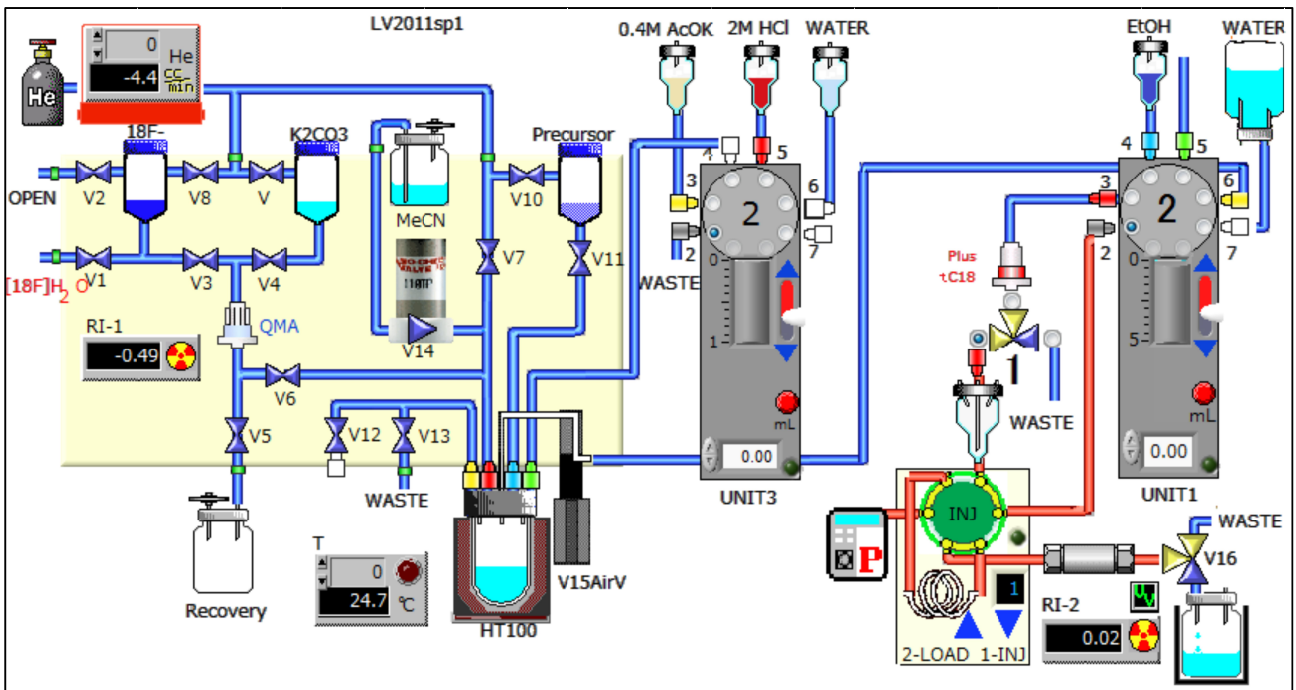 LV2011sp1
0.4M AcOK
2M HCl
WATER
EtOH
WATER
0
He
-4.4
cc
min
He
18F-
K2CO3
Precursor
OPEN
V2
V8
V
MeCN
V10
[18F]H2O
V1
V3
V4
V7
V11
QMA
110TP
V14
RI-1
-0.49
V6
V5
V12
V13
WASTE
Recovery
T
0
24.7
℃
HT100
V15AirV
4
5
3
6
2
2
7
WASTE
0
1
mL
0.00
UNIT3
4
5
3
6
2
2
7
0
5
mL
0.00
UNIT1
Plus
tC18
1
WASTE
INJ
P
1
2-LOAD 1-INJ
WASTE
V16
UV
RI-2
0.02